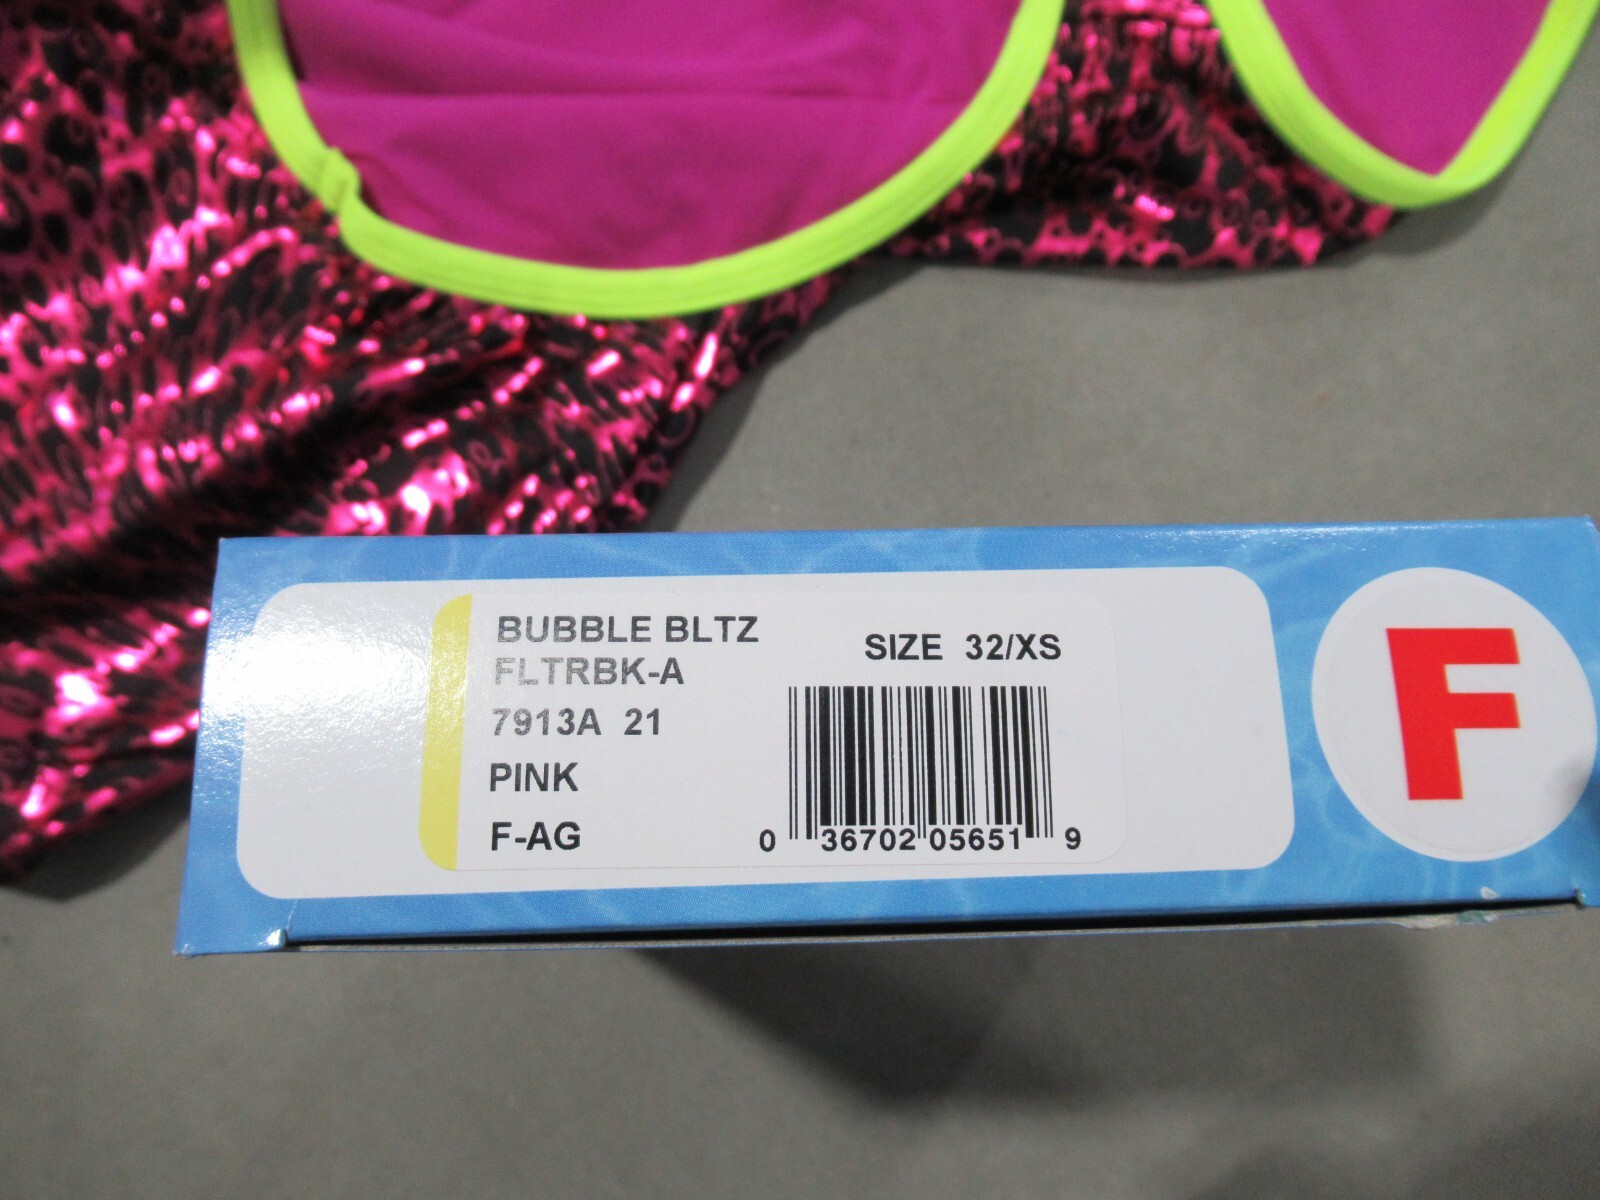 BUBBLE BLTZ
FLTRBK-A
7913A 21
PINK
F-AG
SIZE 32/XS
0 36702 05651 9
F